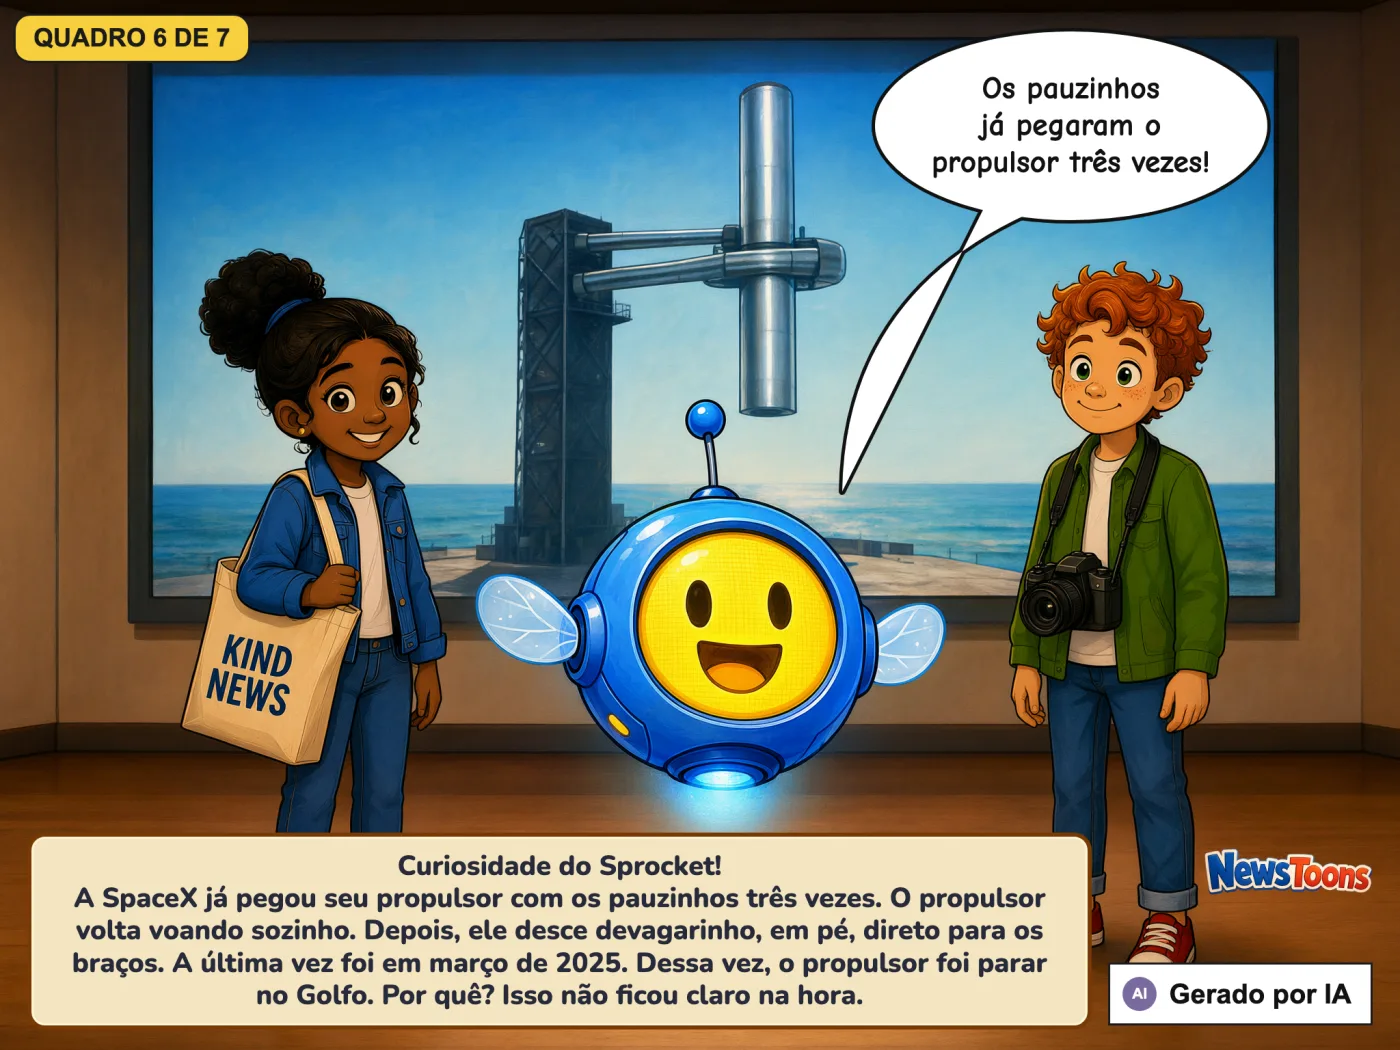 QUADRO 6 DE 7
Os pauzinhos
já pegaram o
propulsor três vezes!
KIND
NEWS
Curiosidade do Sprocket!
A SpaceX já pegou seu propulsor com os pauzinhos três vezes. O propulsor
volta voando sozinho. Depois, ele desce devagarinho, em pé, direto para os
braços. A última vez foi em março de 2025. Dessa vez, o propulsor foi parar
no Golfo. Por quê? Isso não ficou claro na hora.
NewsToons
AI Gerado por IA